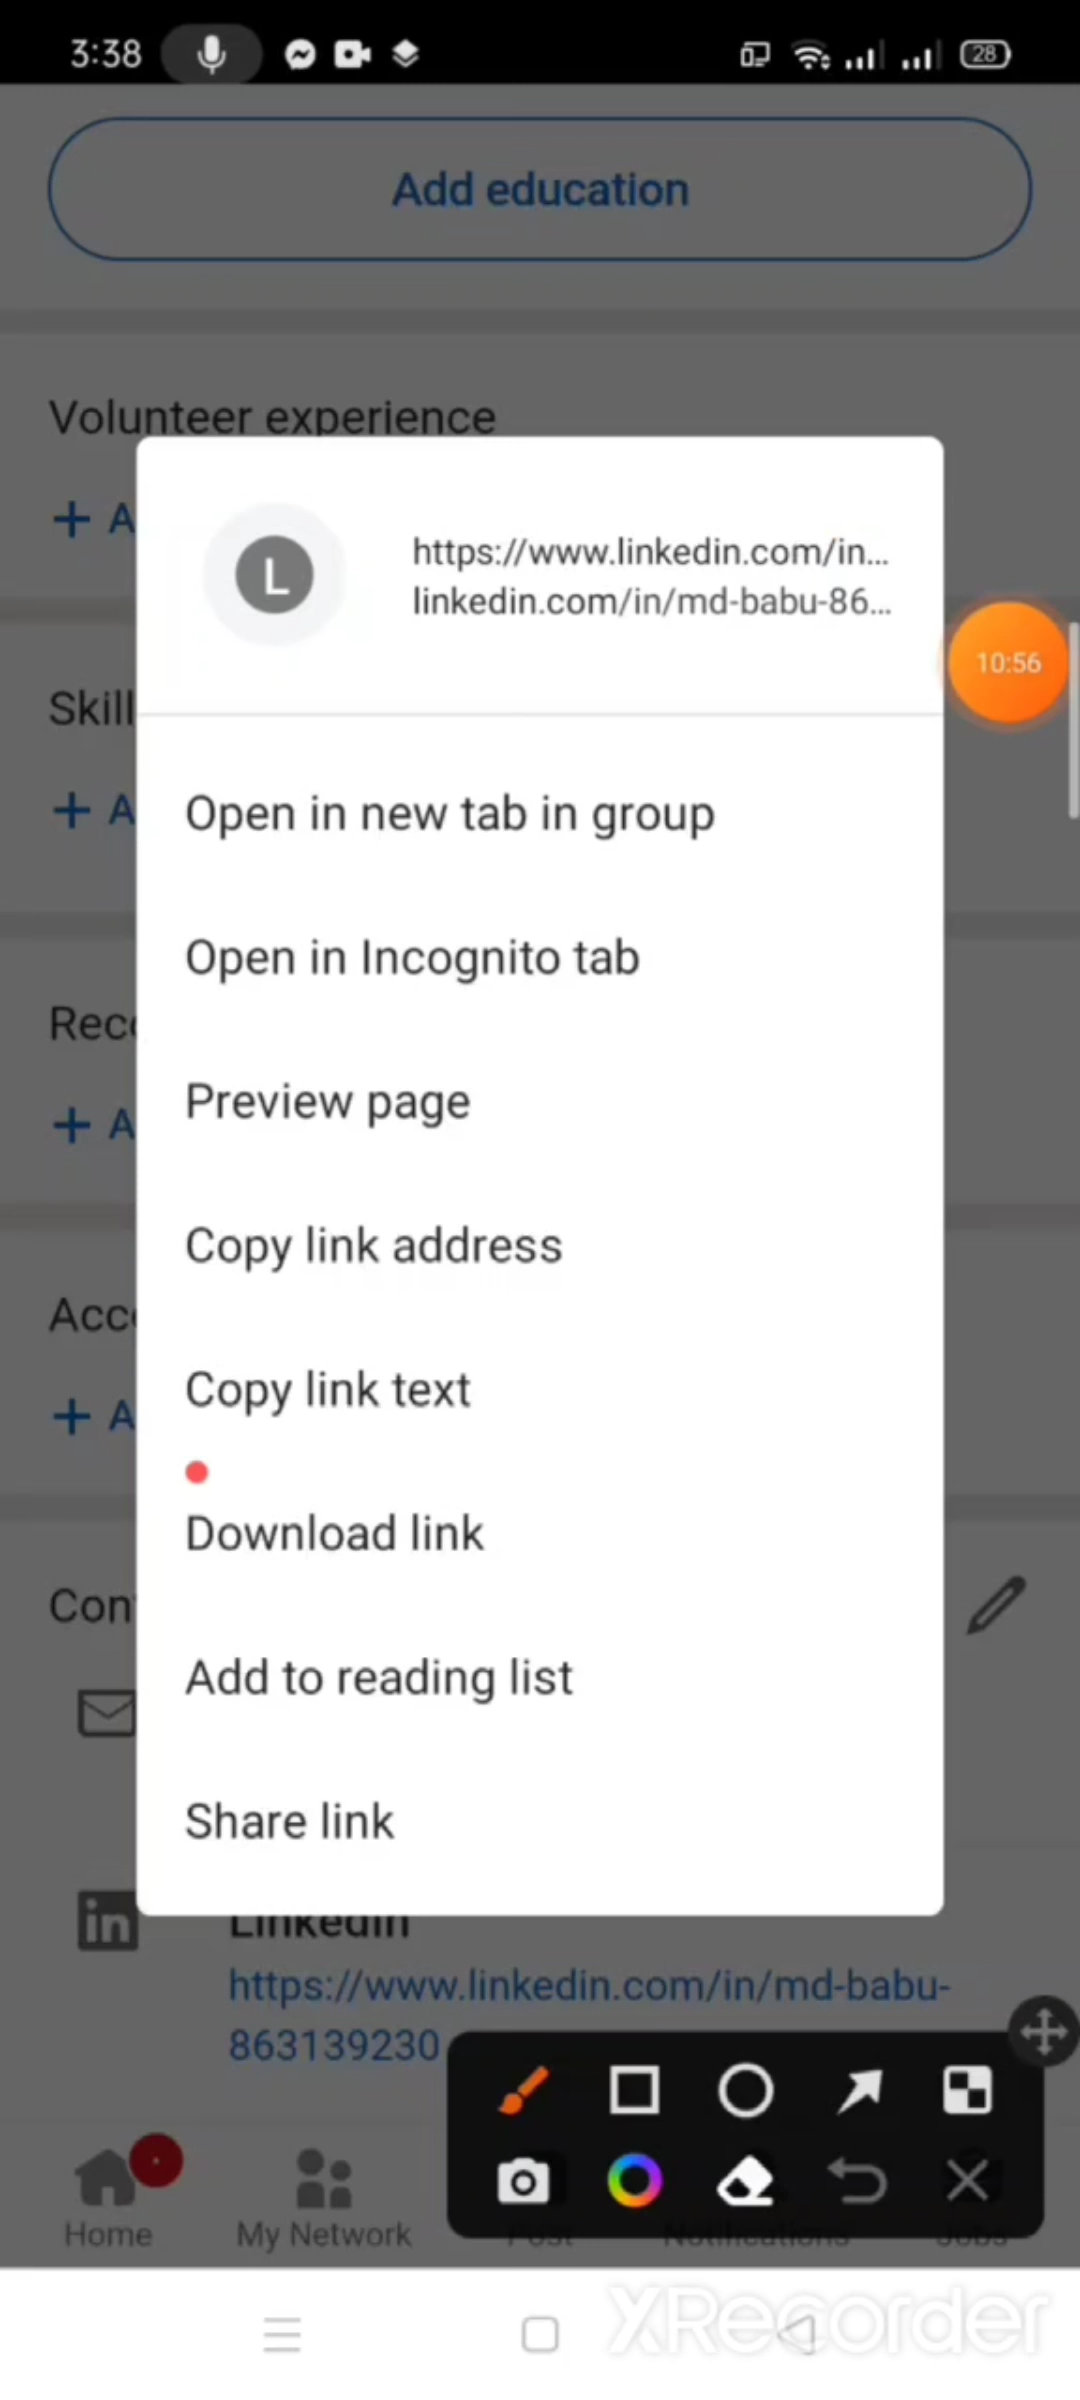 3:38
28
Add education
Volunteer experience
+ A
https://www.linkedin.com/in...
linkedin.com/in/md-babu-86...
L
10:56
Skill
+ A
Open in new tab in group
Open in Incognito tab
Rec
+ A
Preview page
Copy link address
Acc
+ A
Copy link text
Download link
Con
Add to reading list
Share link
in
Linkedin
https://www.linkedin.com/in/md-babu-
863139230
Home
My Network
Post
Notifications
Jobs
XRecorder